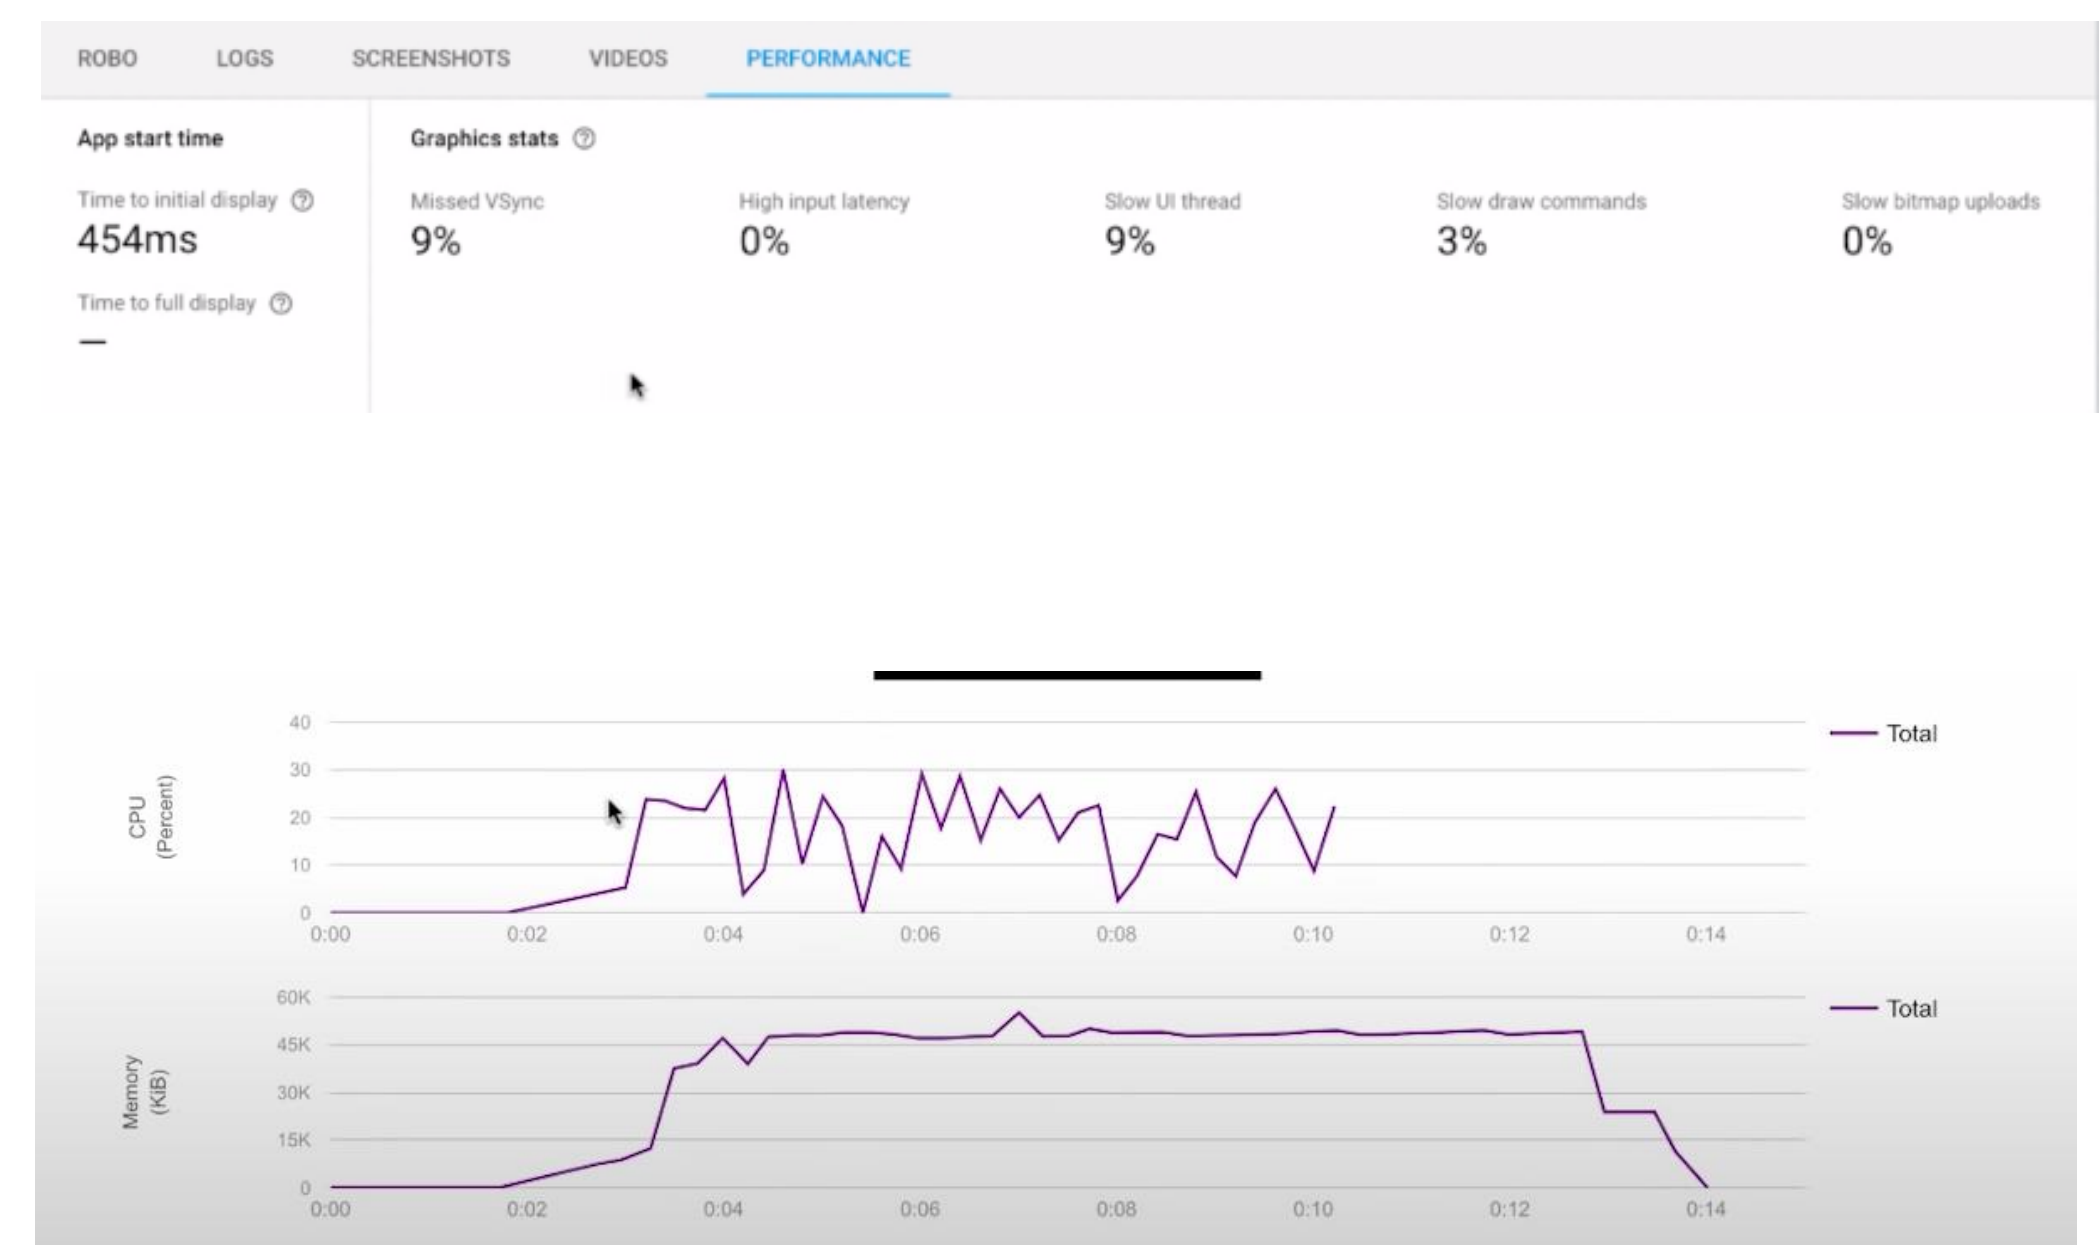 ROBO LOGS SCREENSHOTS VIDEOS PERFORMANCE
App start time
Time to initial display ?
454ms
Time to full display ?
—
Graphics stats ?
Missed VSync
9%
High input latency
0%
Slow UI thread
9%
Slow draw commands
3%
Slow bitmap uploads
0%
CPU
(Percent)
40
30
20
10
0
0:00 0:02 0:04 0:06 0:08 0:10 0:12 0:14
Total
Memory
(KiB)
60K
45K
30K
15K
0
0:00 0:02 0:04 0:06 0:08 0:10 0:12 0:14
Total